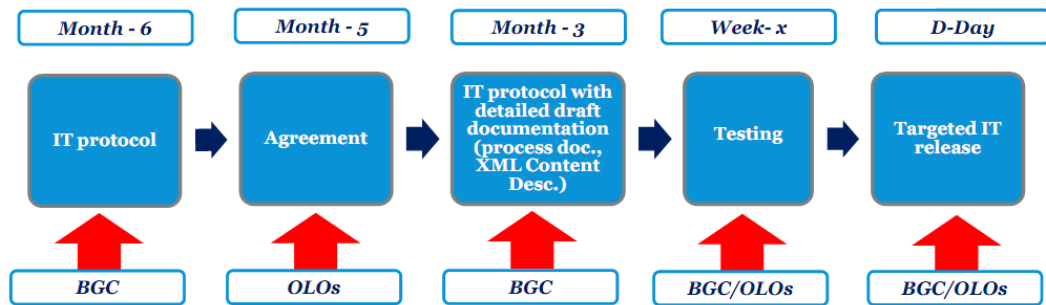 Month - 6
Month - 5
Month - 3
Week- x
D-Day
IT protocol
Agreement
IT protocol with
detailed draft
documentation
(process doc.,
XML Content
Desc.)
Testing
Targeted IT
release
BGC
OLOs
BGC
BGC/OLOs
BGC/OLOs